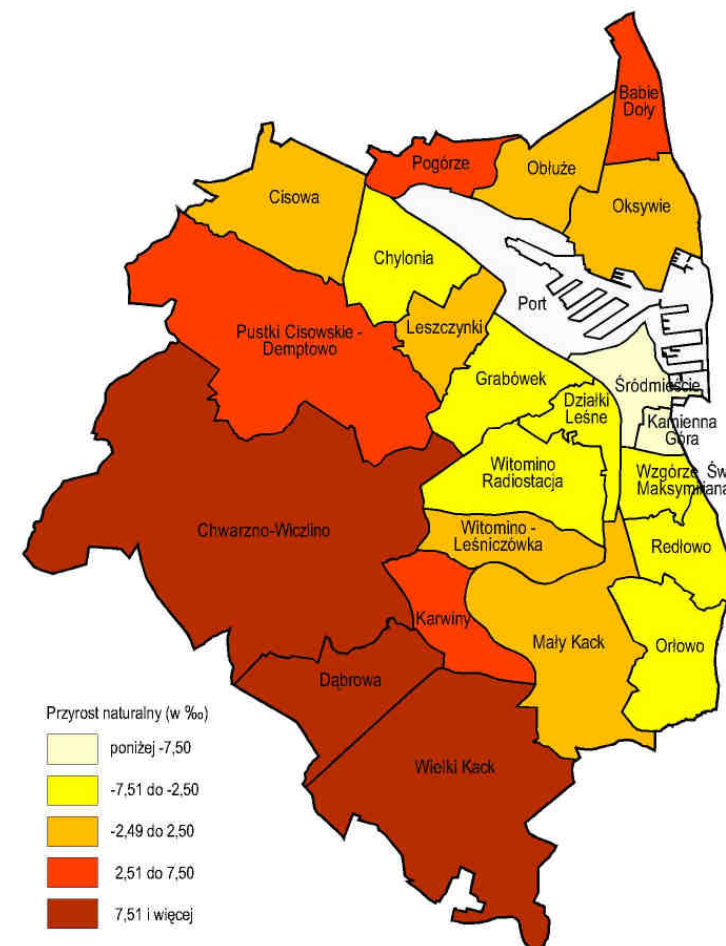 Babie
Doły
Pogórze
Obłuże
Cisowa
Oksywie
Chylonia
Port
Leszczynki
Pustki Cisowskie -
Demptowo
Grabówek
Śródmieście
Działki
Leśne
Kamienna
Góra
Witomino
Radiostacja
Wzgórze Św
Maksymiliana
Chwarzno-Wiczlino
Witomino -
Leśniczówka
Redłowo
Karwiny
Mały Kack
Orłowo
Dąbrowa
Wielki Kack
Przyrost naturalny (w ‰)
poniżej -7,50
-7,51 do -2,50
-2,49 do 2,50
2,51 do 7,50
7,51 i więcej